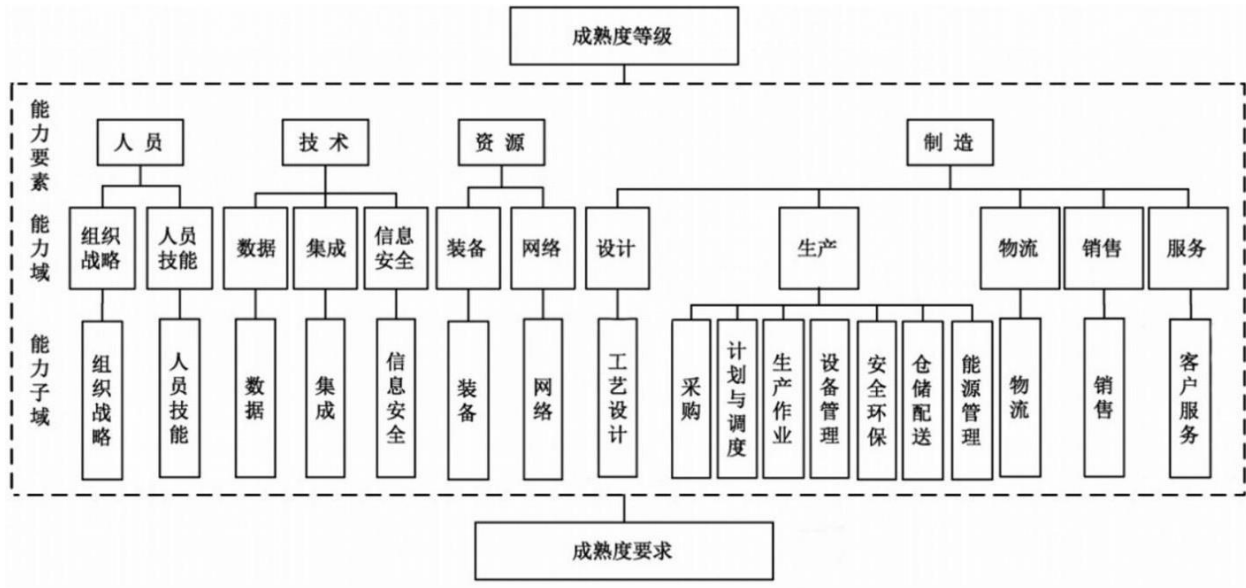 成熟度等级
能力要素
人员
技术
资源
制造
能力域
组织
战略
人员
技能
数据
集成
信息
安全
装备
网络
设计
生产
物流
销售
服务
能力子域
组织战略
人员技能
数据
集成
信息安全
装备
网络
工艺设计
采购
计划与调度
生产作业
设备管理
安全环保
仓储配送
能源管理
物流
销售
客户服务
成熟度要求